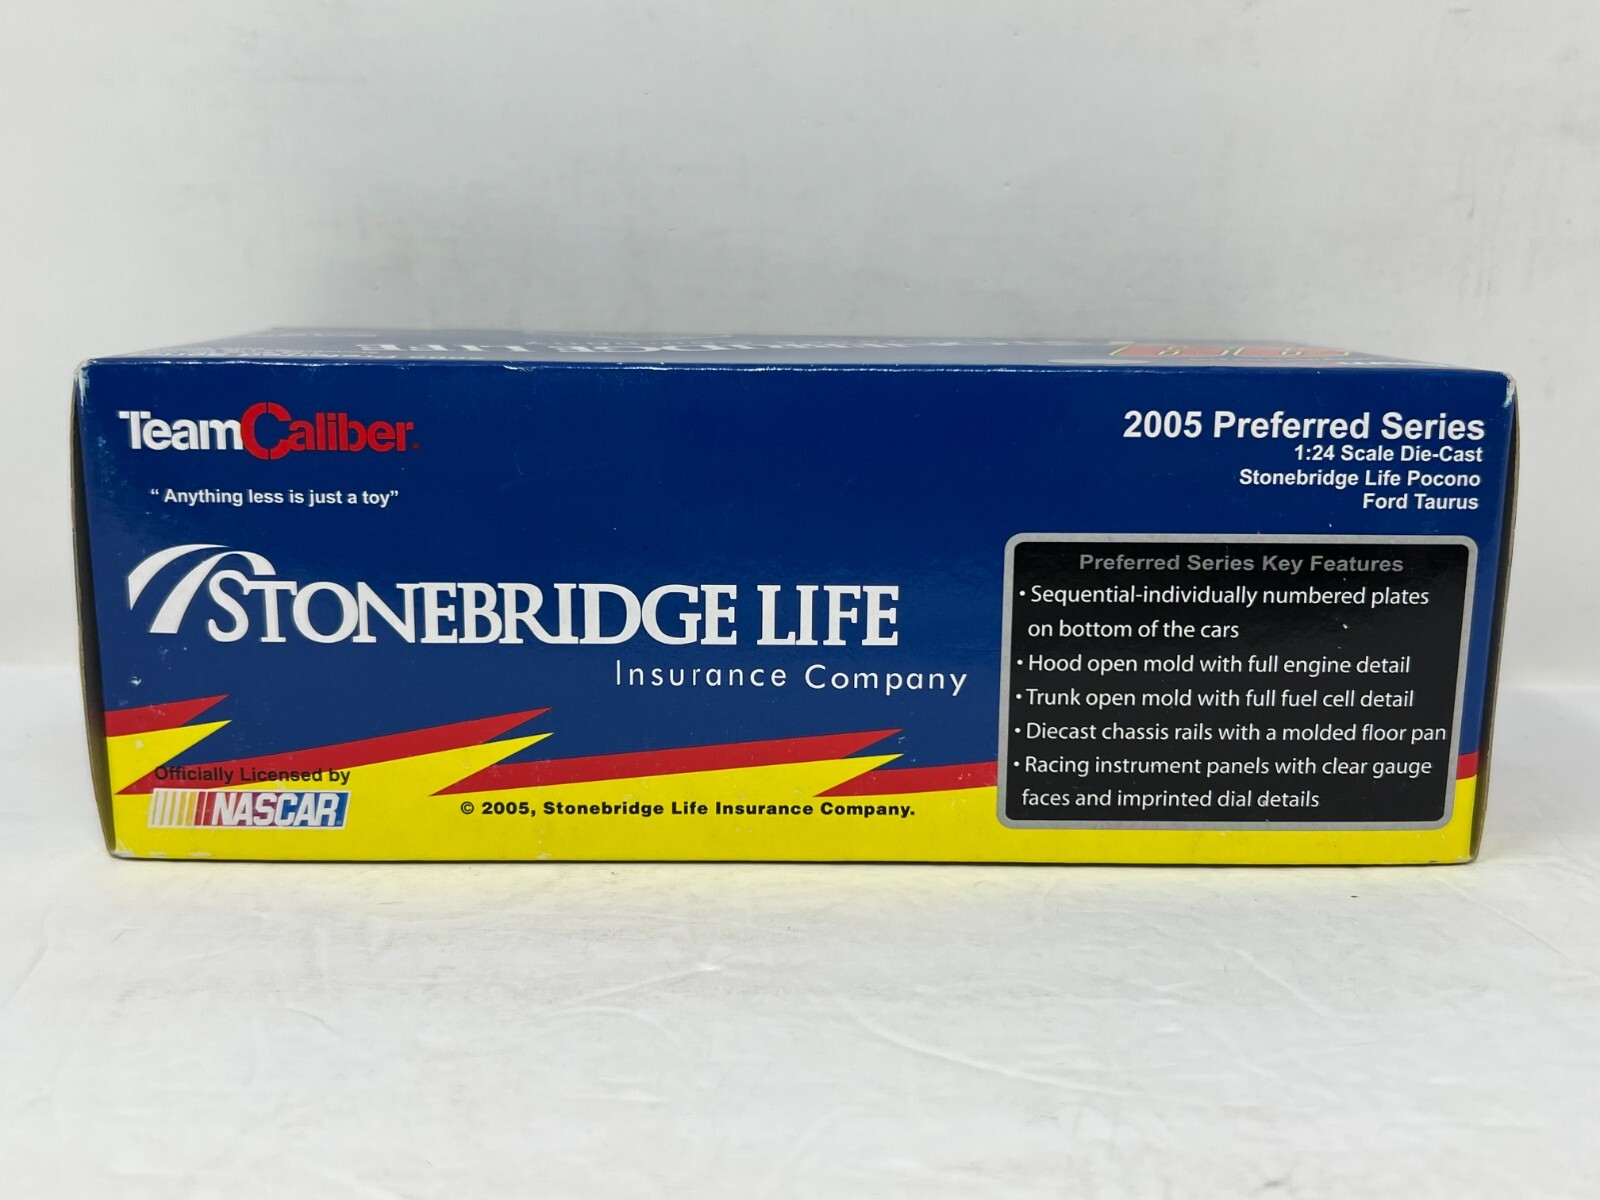 TeamCaliber
“ Anything less is just a toy”
STONEBRIDGE LIFE
Insurance Company
Officially Licensed by
NASCAR
© 2005, Stonebridge Life Insurance Company.
2005 Preferred Series
1:24 Scale Die-Cast
Stonebridge Life Pocono
Ford Taurus
Preferred Series Key Features
• Sequential-individually numbered plates
on bottom of the cars
• Hood open mold with full engine detail
• Trunk open mold with full fuel cell detail
• Diecast chassis rails with a molded floor pan
• Racing instrument panels with clear gauge
faces and imprinted dial details